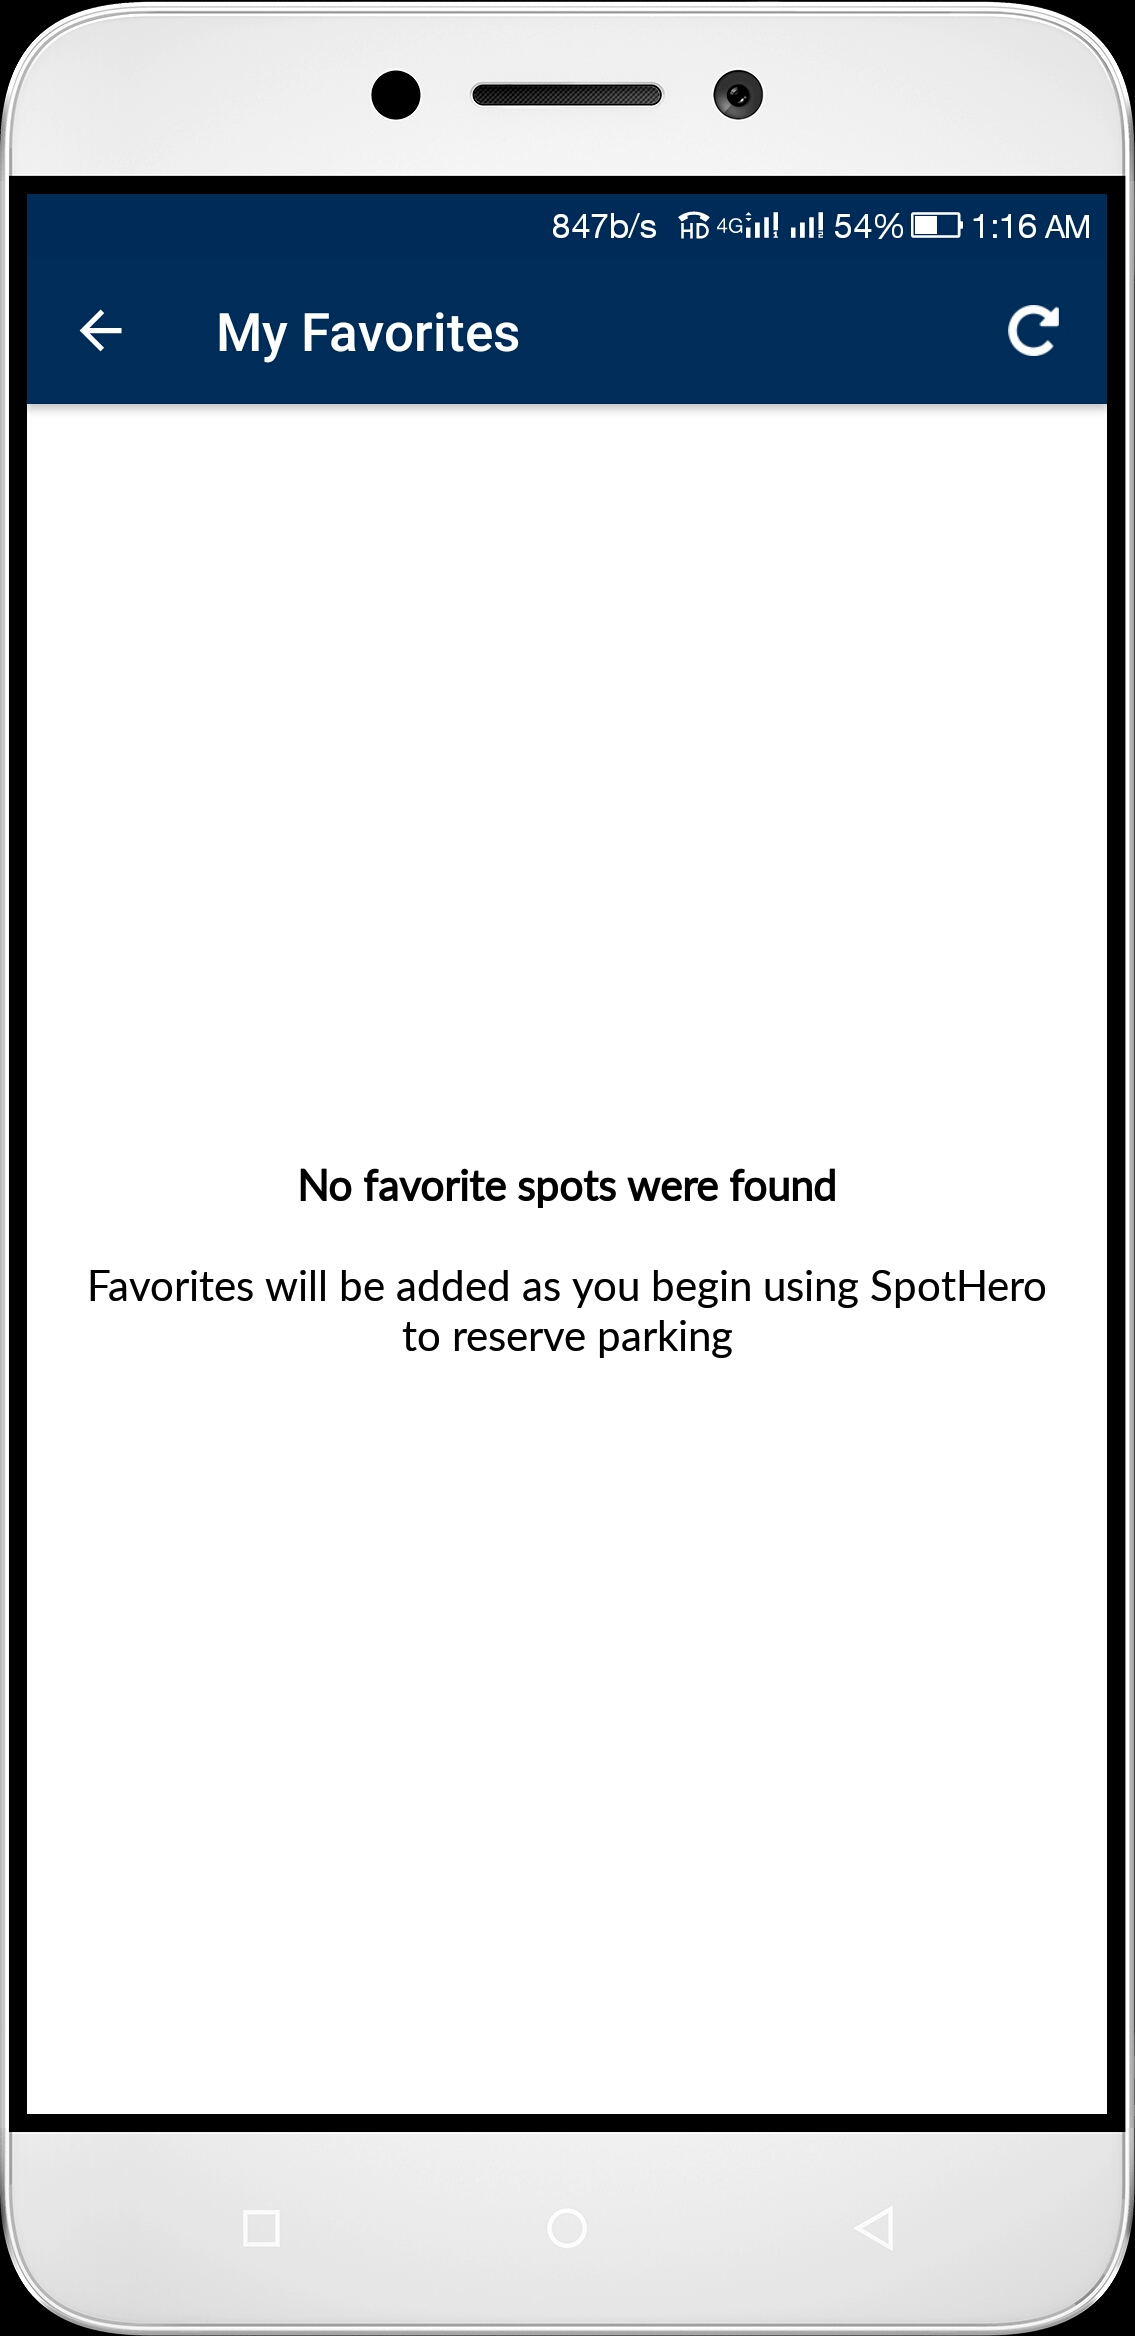 847b/s HD 4G 54% 1:16 AM
My Favorites
No favorite spots were found
Favorites will be added as you begin using SpotHero
to reserve parking